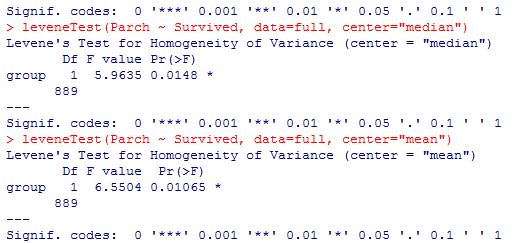 Signif. codes:  0 '***' 0.001 '**' 0.01 '*' 0.05 '.' 0.1 ' ' 1
> leveneTest(Parch ~ Survived, data=full, center="median")
Levene's Test for Homogeneity of Variance (center = "median")
       Df F value Pr(>F)
group   1  5.9635 0.0148 *
      889
---
Signif. codes:  0 '***' 0.001 '**' 0.01 '*' 0.05 '.' 0.1 ' ' 1
> leveneTest(Parch ~ Survived, data=full, center="mean")
Levene's Test for Homogeneity of Variance (center = "mean")
       Df F value  Pr(>F)
group   1  6.5504 0.01065 *
      889
---
Signif. codes:  0 '***' 0.001 '**' 0.01 '*' 0.05 '.' 0.1 ' ' 1